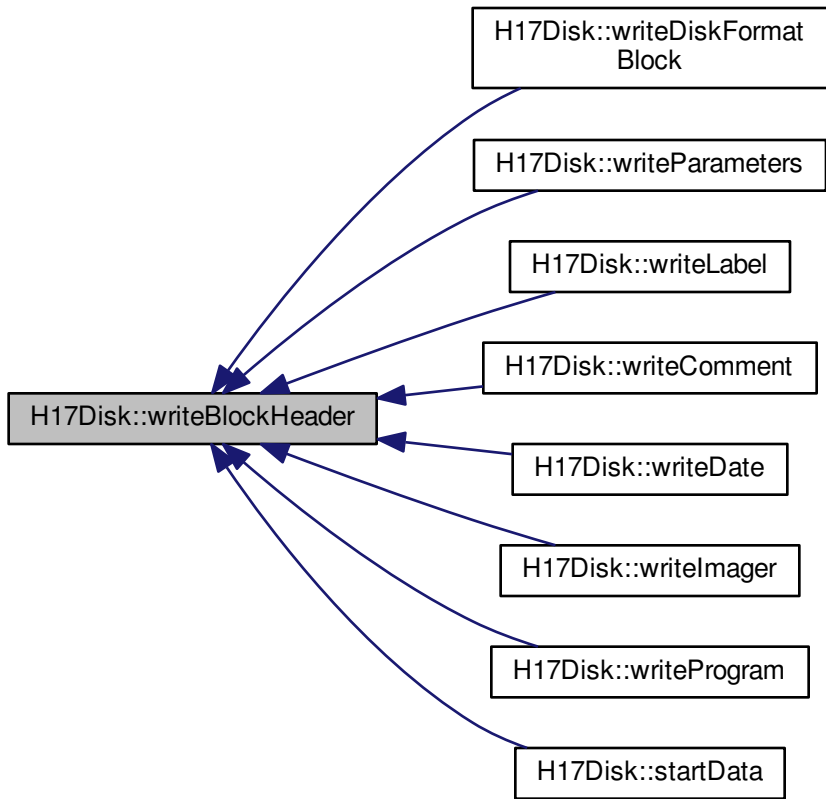 H17Disk::writeDiskFormat
Block
H17Disk::writeParameters
H17Disk::writeLabel
H17Disk::writeComment
H17Disk::writeBlockHeader
H17Disk::writeDate
H17Disk::writeImager
H17Disk::writeProgram
H17Disk::startData